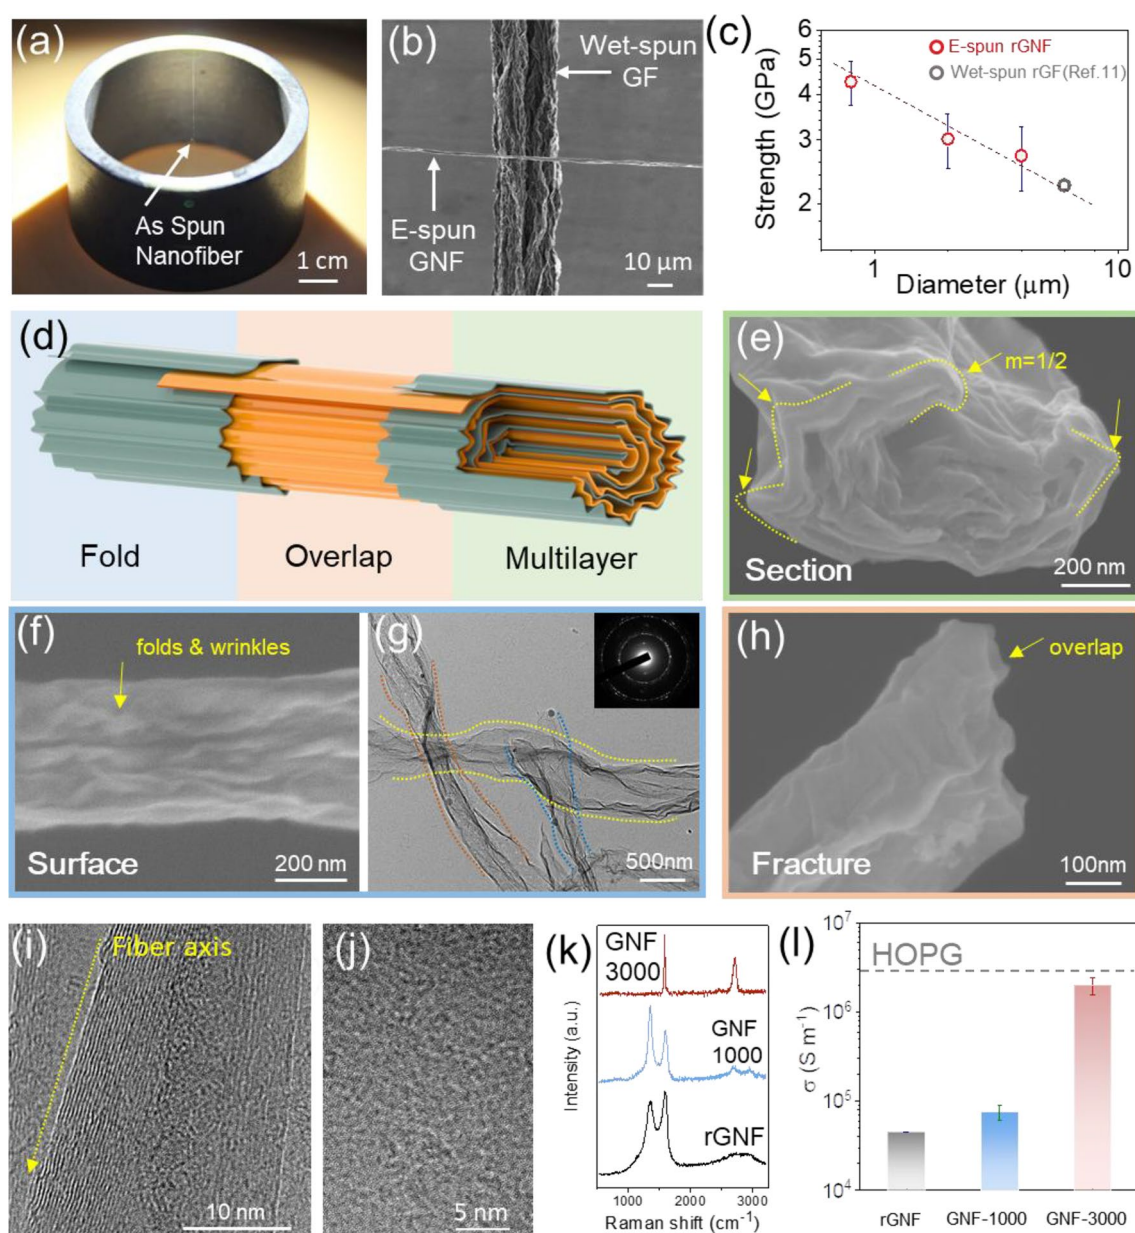 (a)
As Spun
Nanofiber
1 cm
(b)
Wet-spun
GF
E-spun
GNF
10 μm
(c)
Strength (GPa)
6
5
4
3
2
E-spun rGNF
Wet-spun rGF(Ref.11)
1
10
Diameter (μm)
(d)
Fold
Overlap
Multilayer
(e)
m=1/2
Section
200 nm
(f)
folds & wrinkles
Surface
200 nm
(g)
500nm
(h)
overlap
Fracture
100nm
(i)
Fiber axis
10 nm
(j)
5 nm
(k)
Intensity (a.u.)
GNF
3000
GNF
1000
rGNF
1000
2000
3000
Raman shift (cm⁻¹)
(l)
σ (S m⁻¹)
10⁷
10⁶
10⁵
10⁴
HOPG
rGNF
GNF-1000
GNF-3000